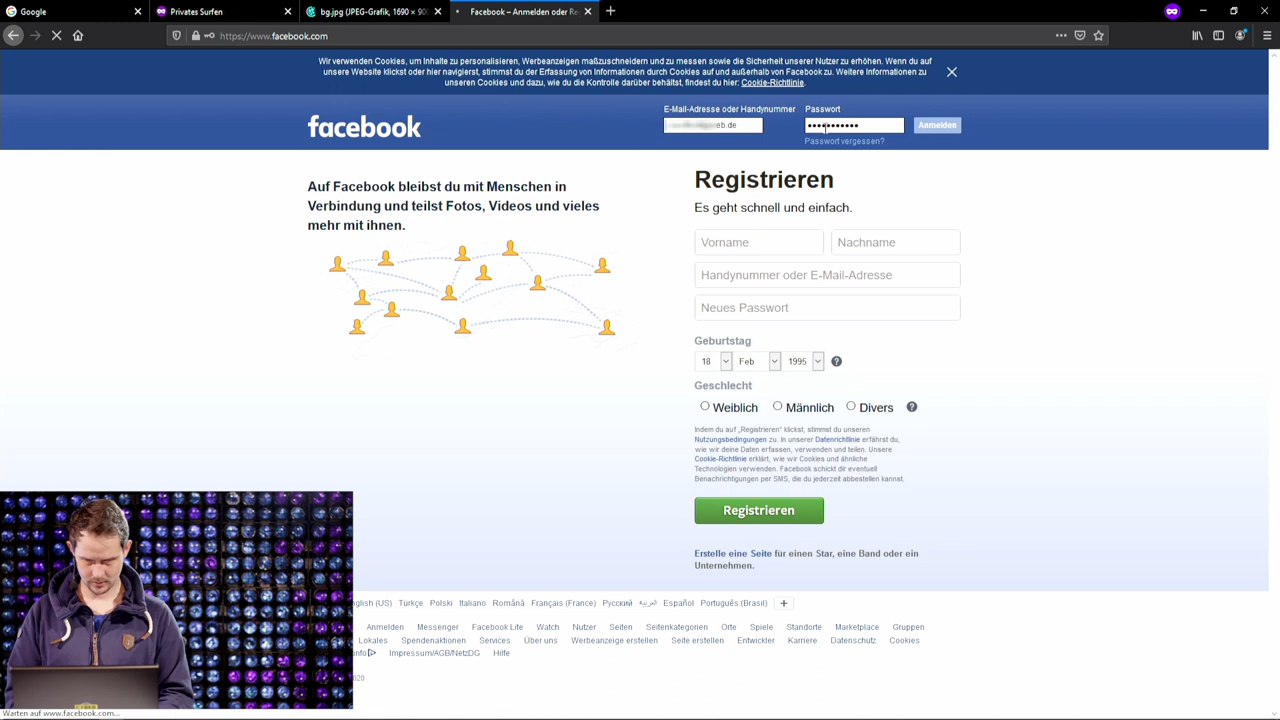 Google
Privates Surfen
bg.jpg (JPEG-Grafik, 1690 × 900
Facebook – Anmelden oder Re
https://www.facebook.com
Wir verwenden Cookies, um Inhalte zu personalisieren, Werbeanzeigen maßzuschneidern und zu messen sowie die Sicherheit unserer Nutzer zu erhöhen. Wenn du auf
unsere Website klickst oder hier navigierst, stimmst du der Erfassung von Informationen durch Cookies auf und außerhalb von Facebook zu. Weitere Informationen zu
unseren Cookies und dazu, wie du die Kontrolle darüber behältst, findest du hier: Cookie-Richtlinie.
facebook
E-Mail-Adresse oder Handynummer
Passwort
eb.de
Anmelden
Passwort vergessen?
Auf Facebook bleibst du mit Menschen in
Verbindung und teilst Fotos, Videos und vieles
mehr mit ihnen.
Registrieren
Es geht schnell und einfach.
Vorname
Nachname
Handynummer oder E-Mail-Adresse
Neues Passwort
Geburtstag
18
Feb
1995
Geschlecht
Weiblich
Männlich
Divers
Indem du auf „Registrieren“ klickst, stimmst du unseren
Nutzungsbedingungen zu. In unserer Datenrichtlinie erfährst du,
wie wir deine Daten erfassen, verwenden und teilen. Unsere
Cookie-Richtlinie erklärt, wie wir Cookies und ähnliche
Technologien verwenden. Facebook schickt dir eventuell
Benachrichtigungen per SMS, die du jederzeit abbestellen kannst.
Registrieren
Erstelle eine Seite für einen Star, eine Band oder ein
Unternehmen.
glish (US) Türkçe Polski Italiano Română Français (France) Русский العربية Español Português (Brasil)
Anmelden Messenger Facebook Lite Watch Nutzer Seiten Seitenkategorien Orte Spiele Standorte Marketplace Gruppen
Lokales Spendenaktionen Services Über uns Werbeanzeige erstellen Seite erstellen Entwickler Karriere Datenschutz Cookies
Impressum/AGB/NetzDG Hilfe
2020
Warten auf www.facebook.com...